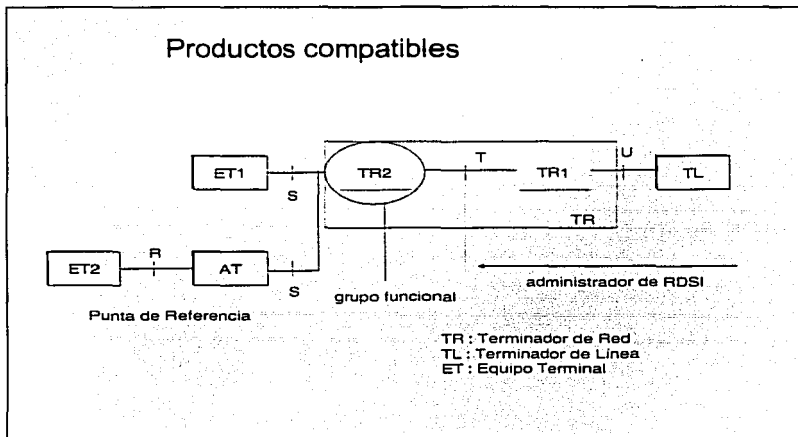 Productos compatibles
ET1
S
TR2
T
TR1
U
TL
TR
ET2
R
AT
S
grupo funcional
administrador de RDSI
Punta de Referencia
TR : Terminador de Red
TL : Terminador de Línea
ET : Equipo Terminal